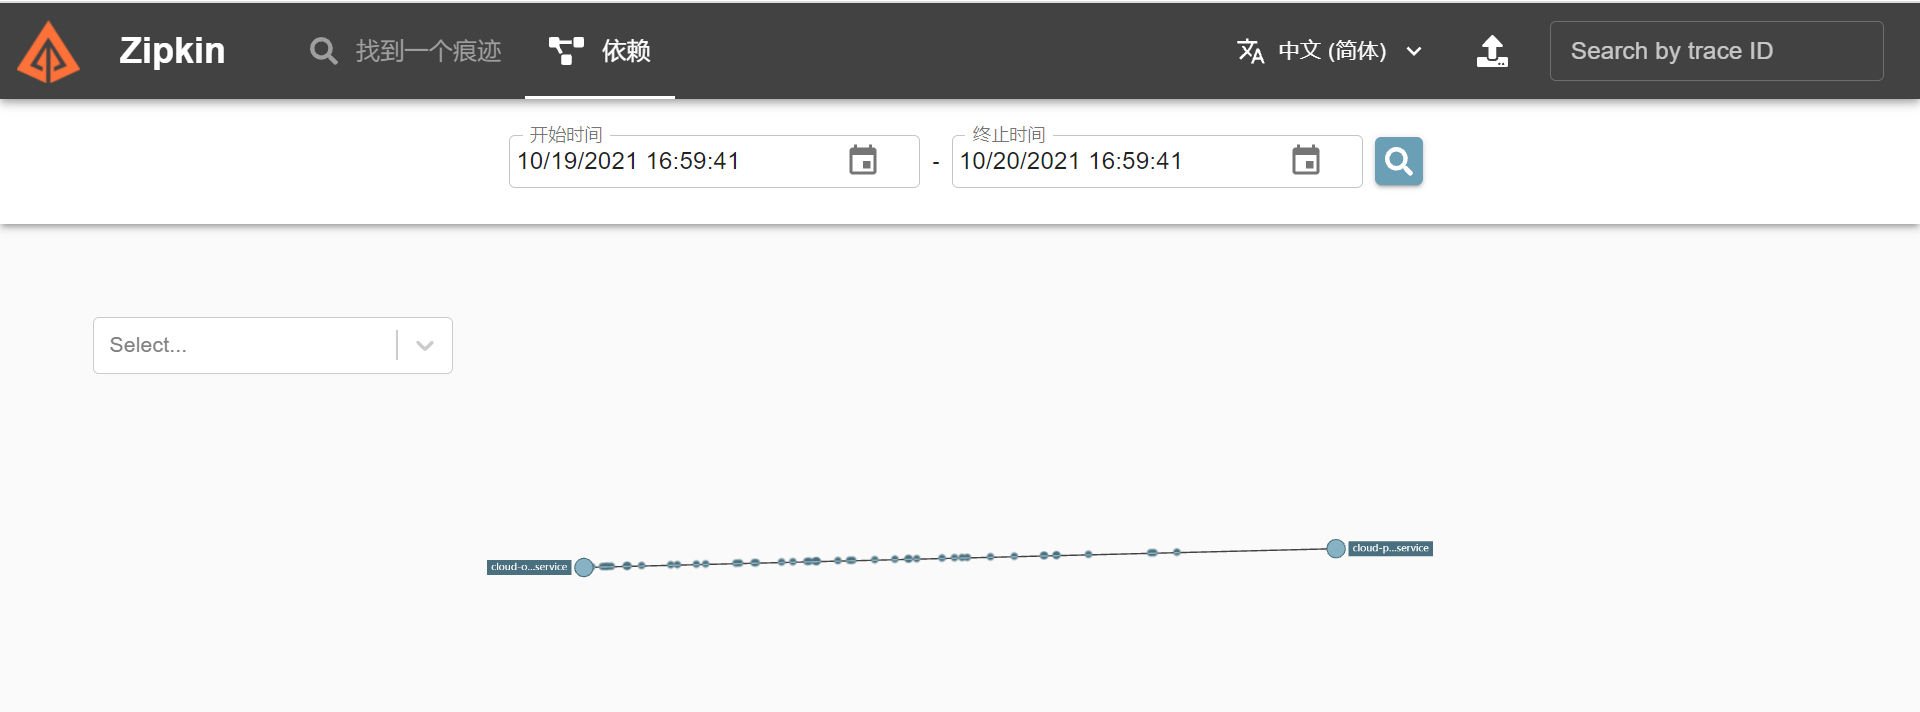 Zipkin
找到一个痕迹
依赖
中文 (简体)
Search by trace ID
开始时间
10/19/2021 16:59:41
-
终止时间
10/20/2021 16:59:41
Select...
cloud-p...service
cloud-o...service